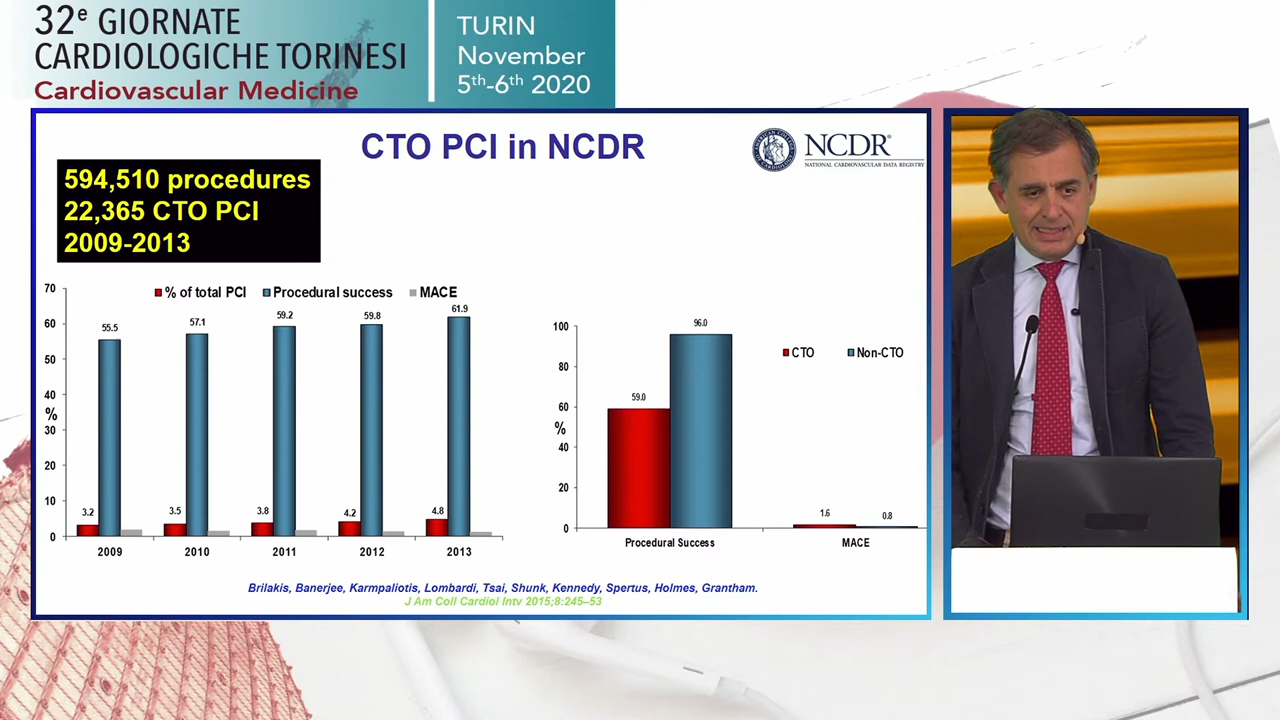 32e GIORNATE
CARDIOLOGICHE TORINESI
Cardiovascular Medicine
TURIN
November
5th-6th 2020
CTO PCI in NCDR
NCDR®
NATIONAL CARDIOVASCULAR DATA REGISTRY
594,510 procedures
22,365 CTO PCI
2009-2013
% of total PCI Procedural success MACE
70
60
50
40
%
30
20
10
0
3.2
55.5
3.5
57.1
3.8
59.2
4.2
59.8
4.8
61.9
2009 2010 2011 2012 2013
CTO Non-CTO
100
80
60
%
40
20
0
59.0
96.0
1.6
0.8
Procedural Success MACE
Brilakis, Banerjee, Karmpaliotis, Lombardi, Tsai, Shunk, Kennedy, Spertus, Holmes, Grantham.
J Am Coll Cardiol Intv 2015;8:245–53